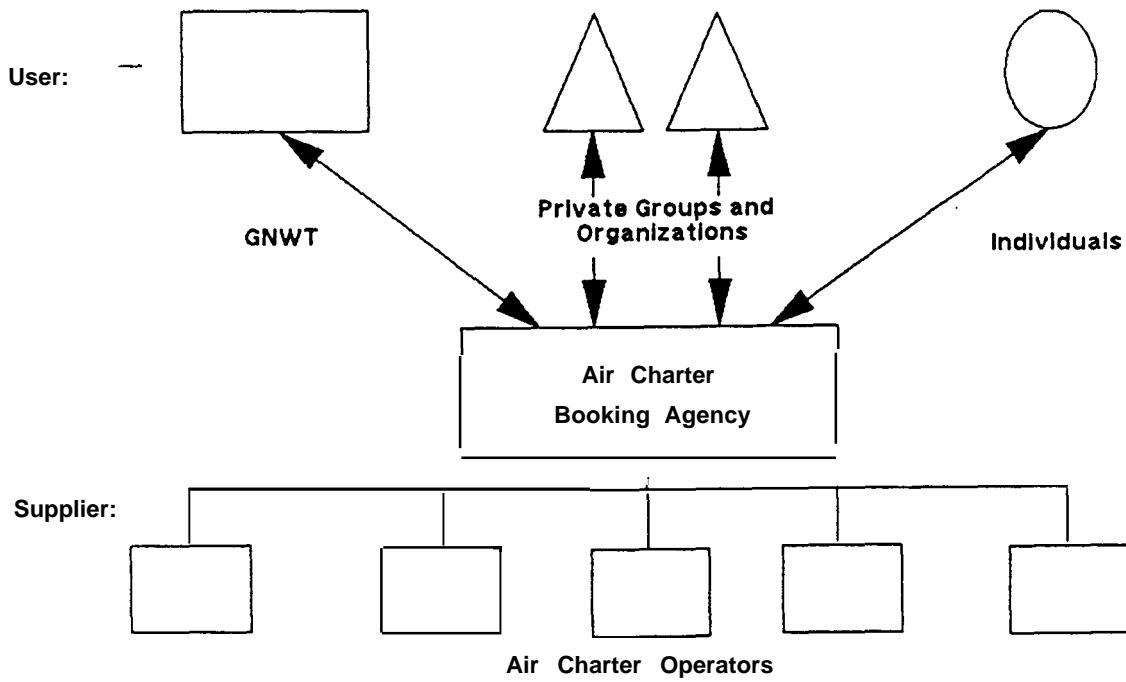 User:
Private Groups and
Organizations
GNWT
Individuals
Air Charter
Booking Agency
Supplier:
Air Charter Operators